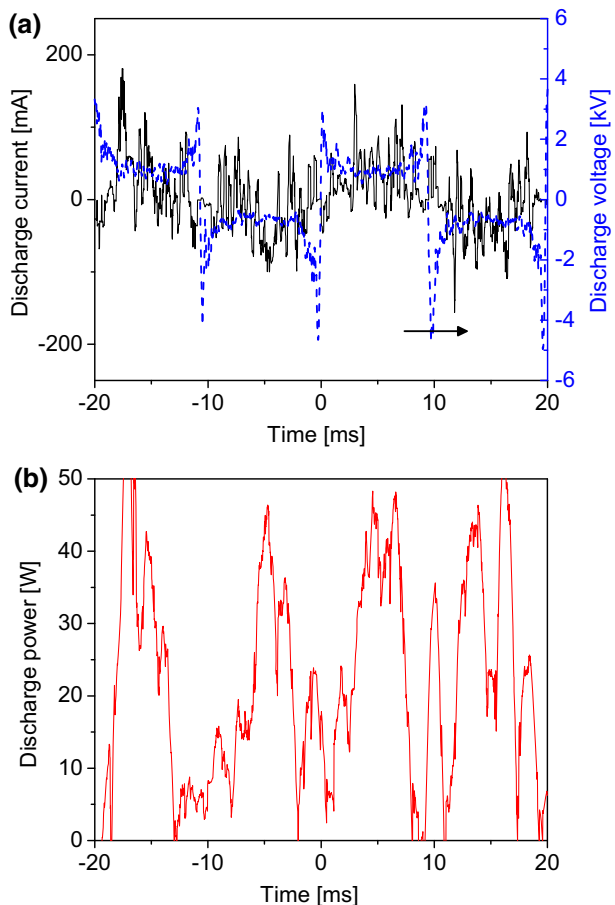 (a)
Discharge current [mA]
200
0
-200
6
4
2
0
-2
-4
-6
Discharge voltage [kV]
-20 -10 0 10 20
Time [ms]
(b)
Discharge power [W]
50
40
30
20
10
0
-20 -10 0 10 20
Time [ms]